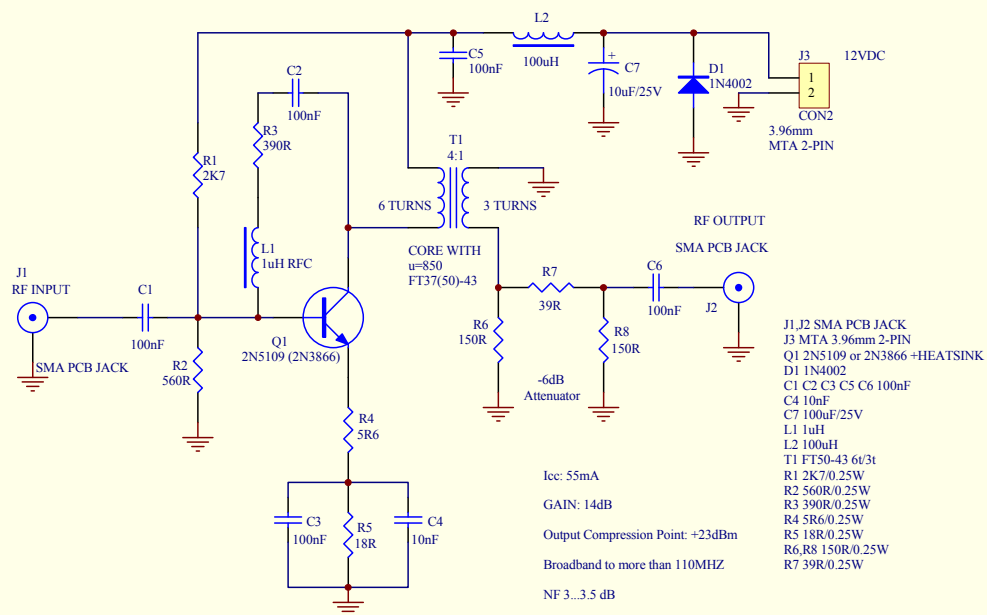 L2
100uH
C5
100nF
C7
+
10uF/25V
D1
1N4002
J3
12VDC
1
2
CON2
3.96mm
MTA 2-PIN
C2
100nF
R3
390R
R1
2K7
T1
4:1
6 TURNS
3 TURNS
CORE WITH
u=850
FT37(50)-43
L1
1uH RFC
RF OUTPUT
SMA PCB JACK
J1
RF INPUT
C1
100nF
SMA PCB JACK
R2
560R
Q1
2N5109 (2N3866)
R7
39R
C6
100nF
J2
R6
150R
R8
150R
-6dB
Attenuator
R4
5R6
C3
100nF
R5
18R
C4
10nF
Icc: 55mA
GAIN: 14dB
Output Compression Point: +23dBm
Broadband to more than 110MHZ
NF 3...3.5 dB
J1,J2 SMA PCB JACK
J3 MTA 3.96mm 2-PIN
Q1 2N5109 or 2N3866 +HEATSINK
D1 1N4002
C1 C2 C3 C5 C6 100nF
C4 10nF
C7 100uF/25V
L1 1uH
L2 100uH
T1 FT50-43 6t/3t
R1 2K7/0.25W
R2 560R/0.25W
R3 390R/0.25W
R4 5R6/0.25W
R5 18R/0.25W
R6,R8 150R/0.25W
R7 39R/0.25W